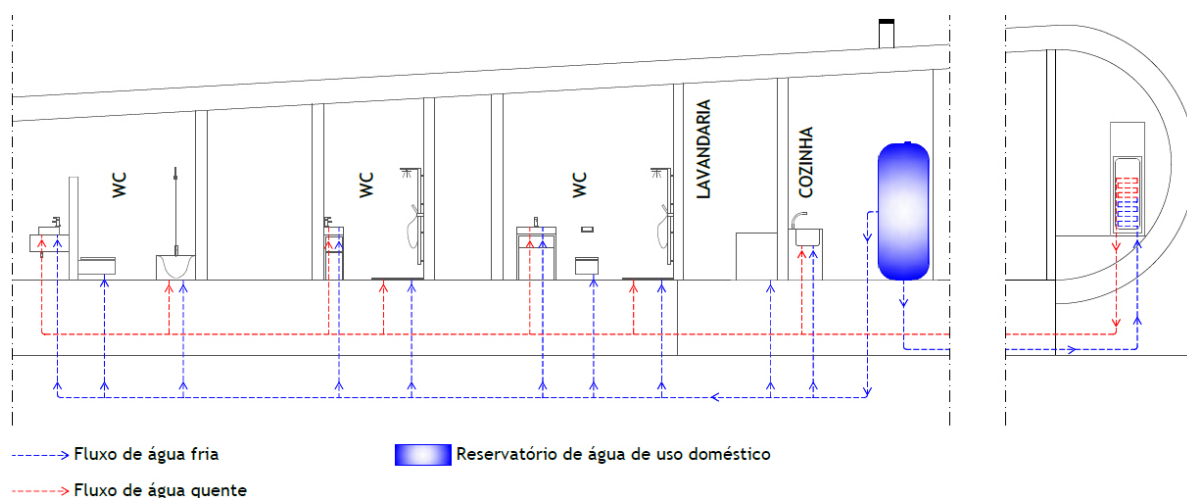 WC
WC
WC
LAVANDARIA
COZINHA
Fluxo de água fria
Reservatório de água de uso doméstico
Fluxo de água quente